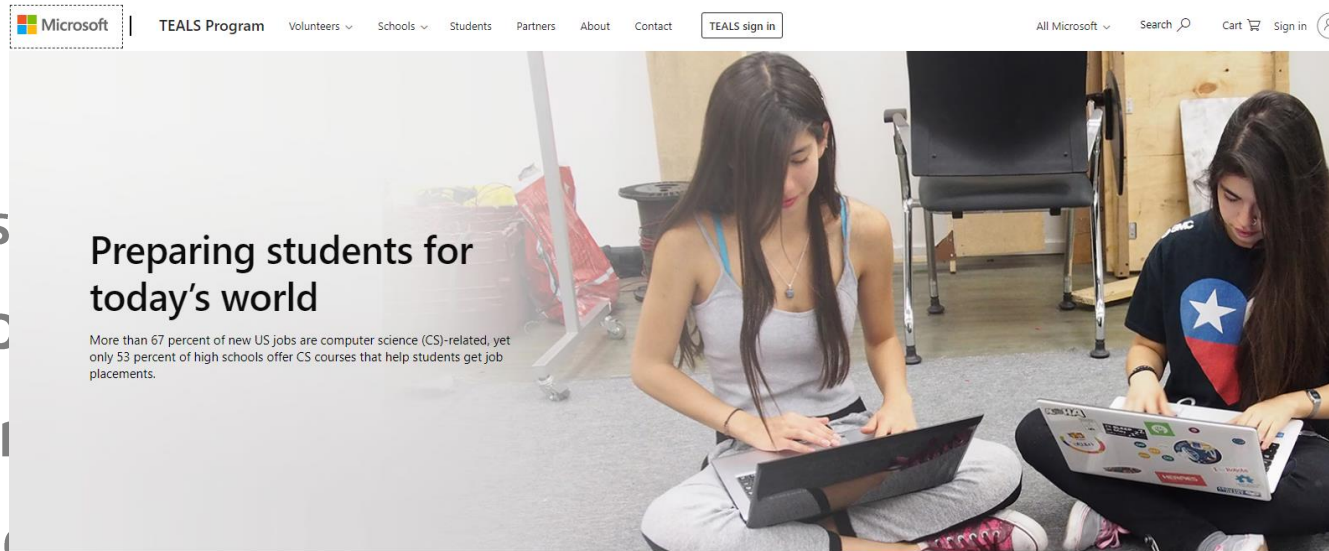 Microsoft
TEALS Program
Volunteers
Schools
Students
Partners
About
Contact
TEALS sign in
All Microsoft
Search
Cart
Sign in
Preparing students for
today's world
More than 67 percent of new US jobs are computer science (CS)-related, yet
only 53 percent of high schools offer CS courses that help students get job
placements.
HERMES